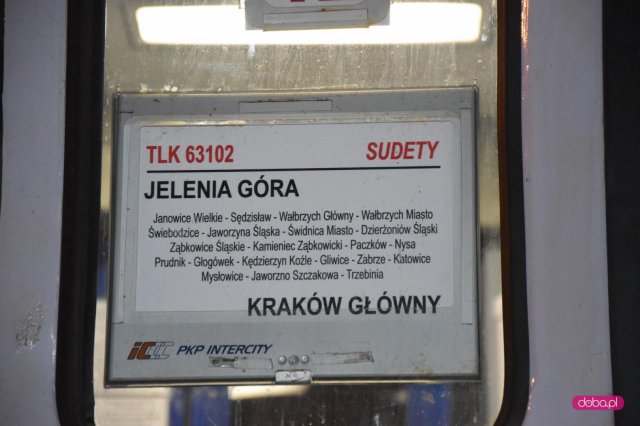 TLK 63102 SUDETY
JELENIA GÓRA
Janowice Wielkie - Sędzisław - Wałbrzych Główny - Wałbrzych Miasto
Świebodzice - Jaworzyna Śląska - Świdnica Miasto - Dzierżoniów Śląski
Ząbkowice Śląskie - Kamieniec Ząbkowicki - Paczków - Nysa
Prudnik - Głogówek - Kędzierzyn Koźle - Gliwice - Zabrze - Katowice
Mysłowice - Jaworzno Szczakowa - Trzebinia
KRAKÓW GŁÓWNY
IC PKP INTERCITY
doba.pl